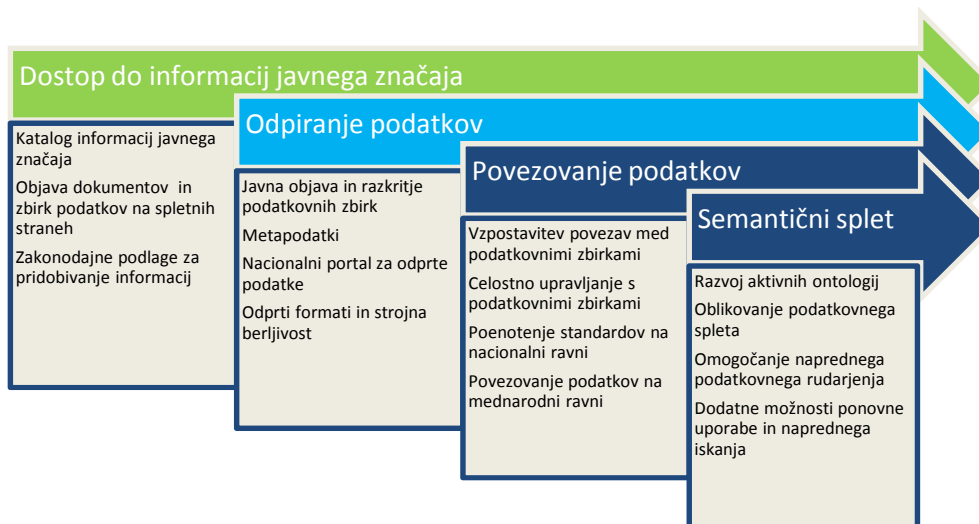 Dostop do informacij javnega značaja
Katalog informacij javnega
značaja
Objava dokumentov in
zbirk podatkov na spletnih
straneh
Zakonodajne podlage za
pridobivanje informacij
Odpiranje podatkov
Javna objava in razkritje
podatkovnih zbirk
Metapodatki
Nacionalni portal za odprte
podatke
Odprti formati in strojna
berljivost
Povezovanje podatkov
Vzpostavitev povezav med
podatkovnimi zbirkami
Celostno upravljanje s
podatkovnimi zbirkami
Poenotenje standardov na
nacionalni ravni
Povezovanje podatkov na
mednarodni ravni
Semantični splet
Razvoj aktivnih ontologij
Oblikovanje podatkovnega
spleta
Omogočanje naprednega
podatkovnega rudarjenja
Dodatne možnosti ponovne
uporabe in naprednega
iskanja